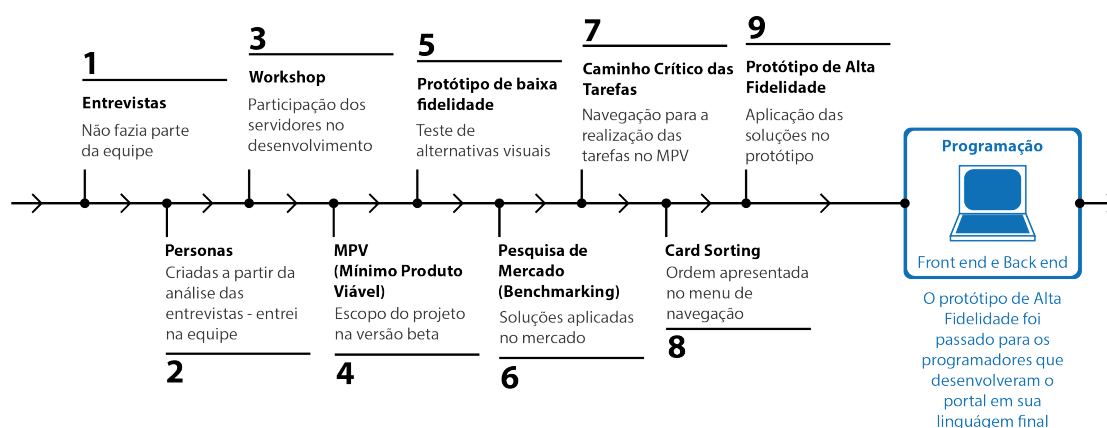 1
Entrevistas
Não fazia parte
da equipe
2
Personas
Criadas a partir da
análise das
entrevistas - entrei
na equipe
3
Workshop
Participação dos
servidores no
desenvolvimento
4
MPV
(Mínimo Produto
Viável)
Escopo do projeto
na versão beta
5
Protótipo de baixa
fidelidade
Teste de
alternativas visuais
6
Pesquisa de
Mercado
(Benchmarking)
Soluções aplicadas
no mercado
7
Caminho Crítico das
Tarefas
Navegação para a
realização das
tarefas no MPV
8
Card Sorting
Ordem apresentada
no menu de
navegação
9
Protótipo de Alta
Fidelidade
Aplicação das
soluções no
protótipo
Programação
Front end e Back end
O protótipo de Alta
Fidelidade foi
passado para os
programadores que
desenvolveram o
portal em sua
linguágem final